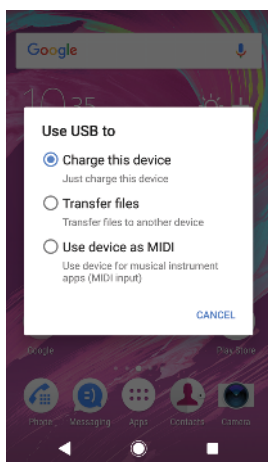 Google
10:35
Use USB to
Charge this device
Just charge this device
Transfer files
Transfer files to another device
Use device as MIDI
Use device for musical instrument
apps (MIDI input)
CANCEL
Google
Play Store
Phone
Messaging
Apps
Contacts
Camera